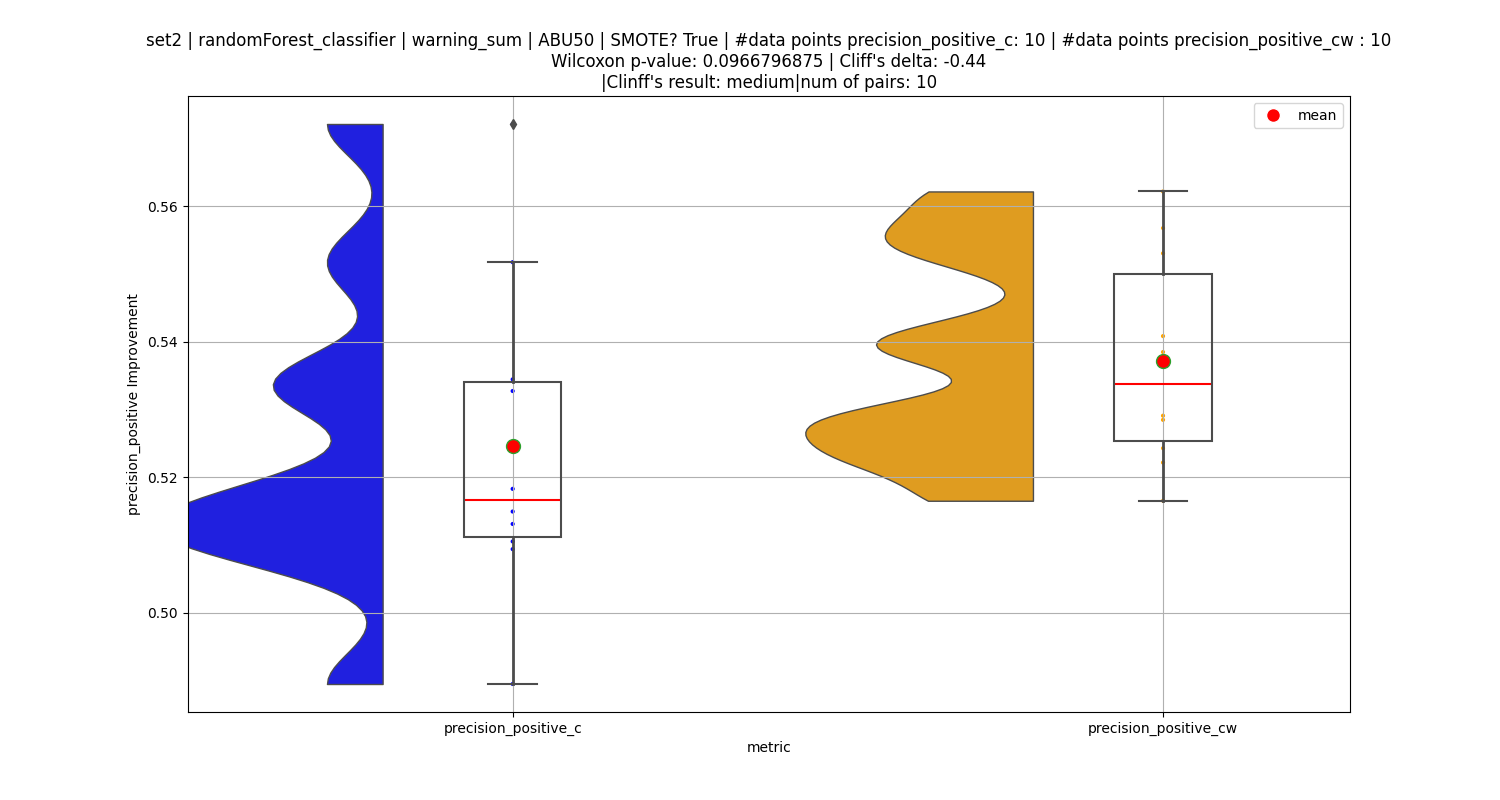 set2 | randomForest_classifier | warning_sum | ABU50 | SMOTE? True | #data points precision_positive_c: 10 | #data points precision_positive_cw : 10
Wilcoxon p-value: 0.0966796875 | Cliff's delta: -0.44
|Clinff's result: medium|num of pairs: 10
mean
0.56
0.54
0.52
0.50
precision_positive Improvement
precision_positive_c
precision_positive_cw
metric